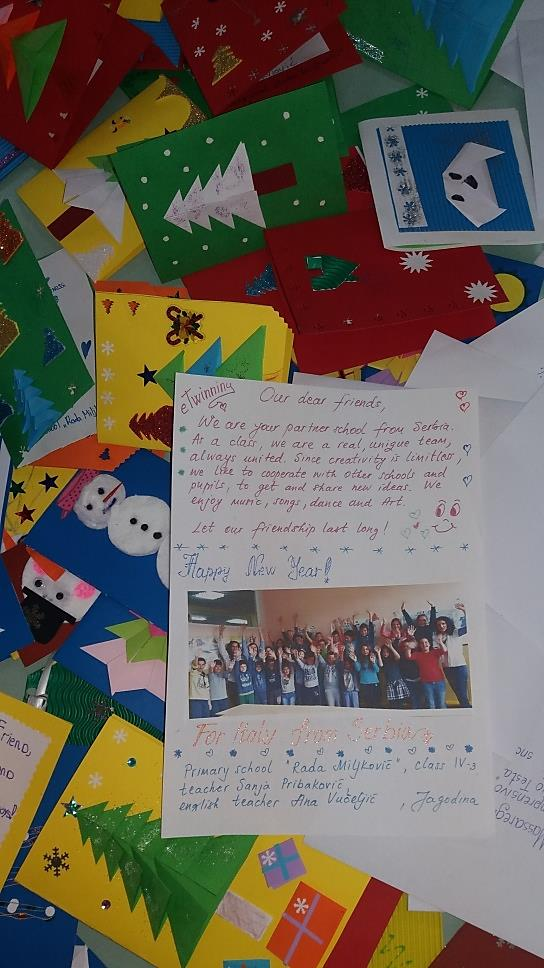 eTwinning
Our dear friends,
We are your partner school from Serbia.
As a class, we are a real, unique team,
always united. Since creativity is limitless,
we like to cooperate with other schools and
pupils, to get and share new ideas. We
enjoy music, songs, dance and Art.
Let our friendship last long!
Happy New Year!
For Italy from Serbia
Primary school "Rada Miljković", class IV-3
teacher Sanja Pribaković,
english teacher Ana Vučeljić, Jagodina
Friend,